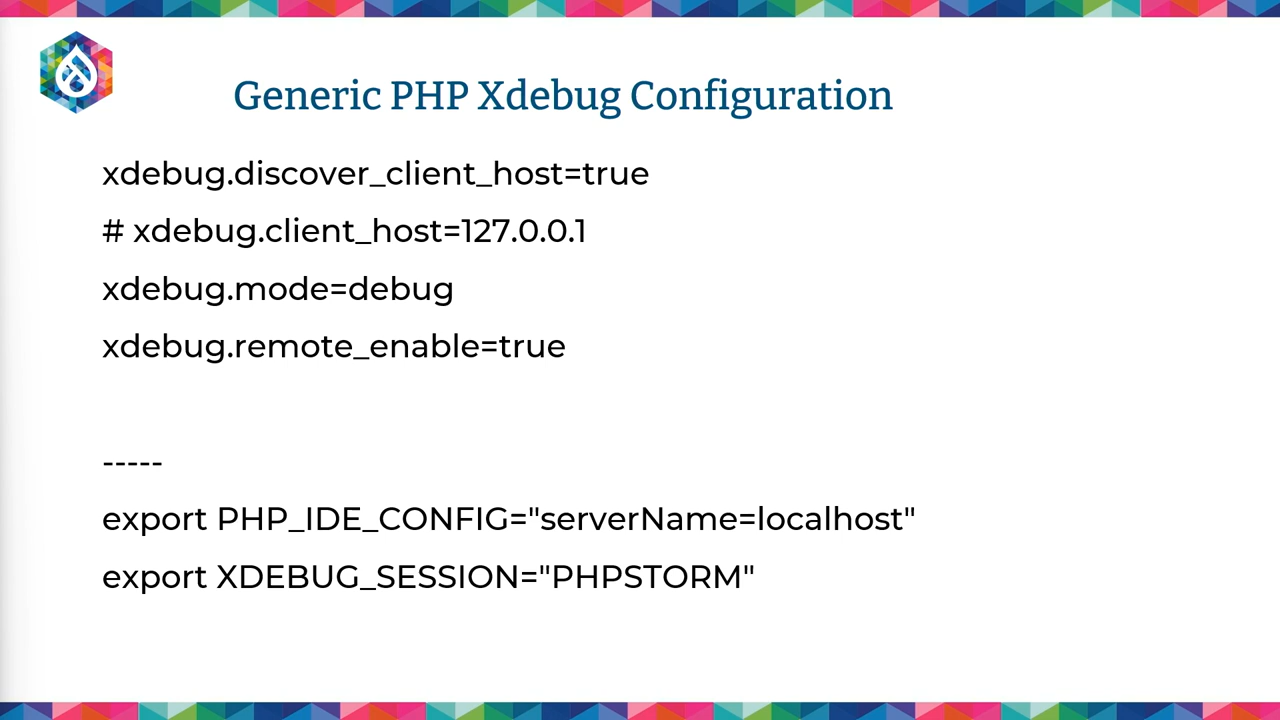 Generic PHP Xdebug Configuration
xdebug.discover_client_host=true
# xdebug.client_host=127.0.0.1
xdebug.mode=debug
xdebug.remote_enable=true
-----
export PHP_IDE_CONFIG="serverName=localhost"
export XDEBUG_SESSION="PHPSTORM"